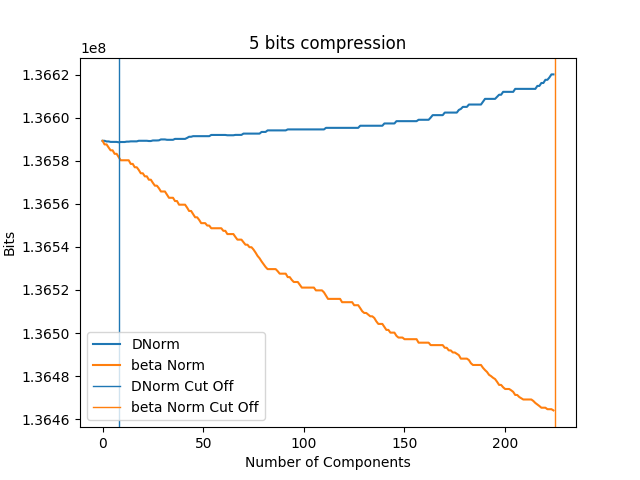 5 bits compression
1e8
1.3662
1.3660
1.3658
1.3656
1.3654
1.3652
1.3650
1.3648
1.3646
Bits
DNorm
beta Norm
DNorm Cut Off
beta Norm Cut Off
0 50 100 150 200
Number of Components